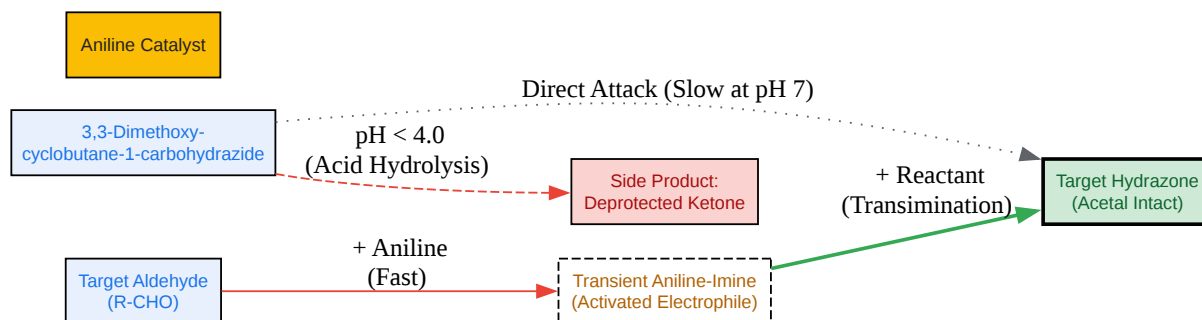 Aniline Catalyst
Direct Attack (Slow at pH 7)
3,3-Dimethoxy-
cyclobutane-1-carbohydrazide
pH < 4.0
(Acid Hydrolysis)
Side Product:
Deprotected Ketone
+ Reactant
(Transimination)
Target Hydrazone
(Acetal Intact)
+ Aniline
(Fast)
Target Aldehyde
(R-CHO)
Transient Aniline-Imine
(Activated Electrophile)